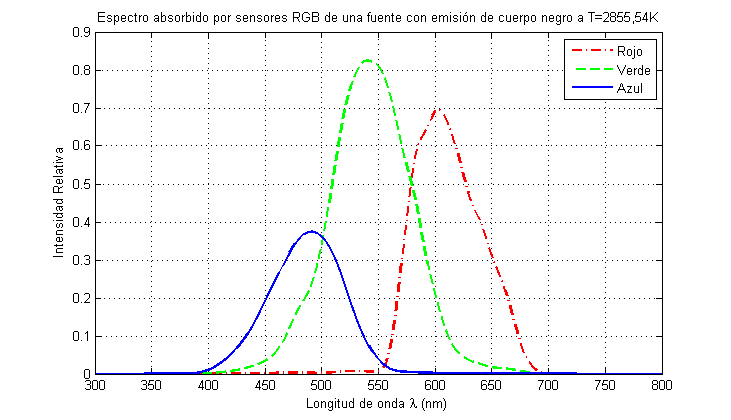 Espectro absorbido por sensores RGB de una fuente con emisión de cuerpo negro a T=2855,54K
0.9
0.8
0.7
0.6
0.5
0.4
0.3
0.2
0.1
0
Intensidad Relativa
Rojo
Verde
Azul
300 350 400 450 500 550 600 650 700 750 800
Longitud de onda λ (nm)